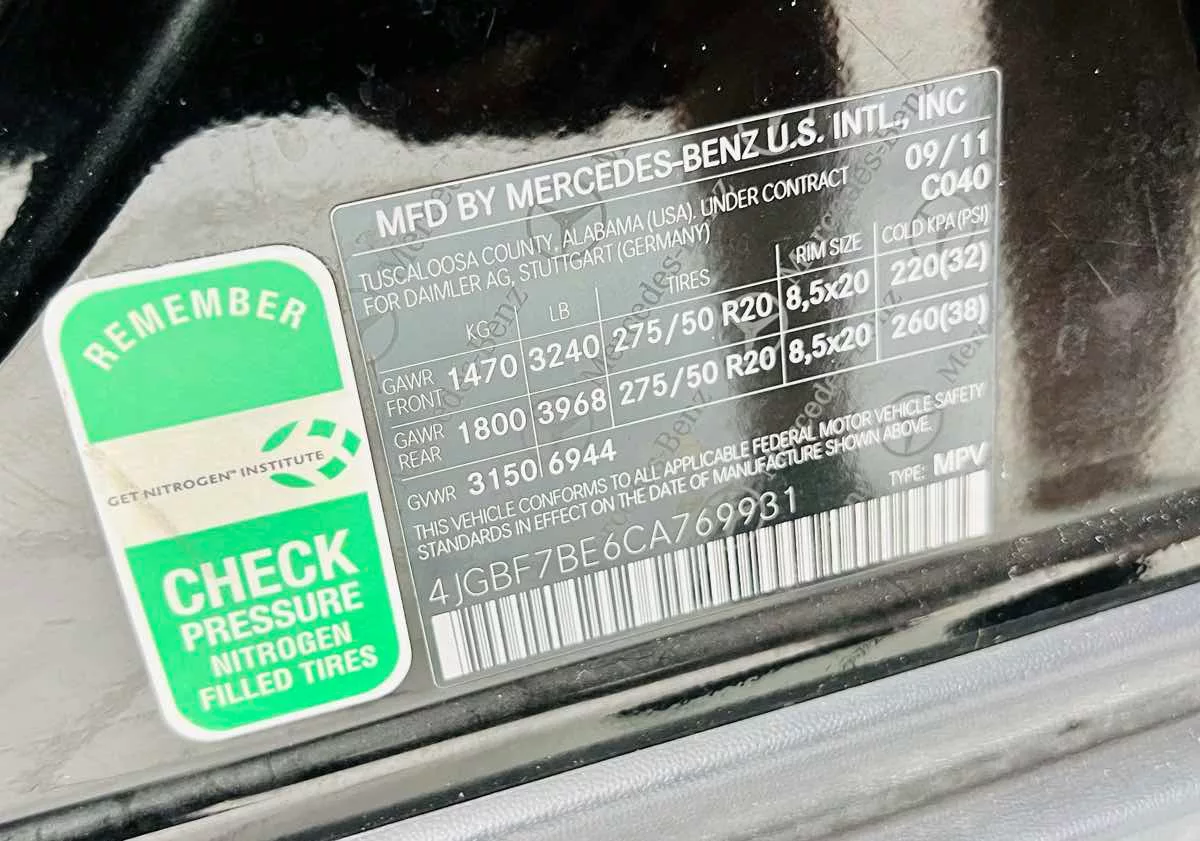 MFD BY MERCEDES-BENZ U.S. INTL., INC
TUSCALOOSA COUNTY, ALABAMA (USA). UNDER CONTRACT 09/11
FOR DAIMLER AG, STUTTGART (GERMANY) C040
KG LB TIRES RIM SIZE COLD KPA (PSI)
GAWR FRONT 1470 3240 275/50 R20 8,5x20 220(32)
GAWR REAR 1800 3968 275/50 R20 8,5x20 260(38)
GVWR 3150 6944
THIS VEHICLE CONFORMS TO ALL APPLICABLE FEDERAL MOTOR VEHICLE SAFETY
STANDARDS IN EFFECT ON THE DATE OF MANUFACTURE SHOWN ABOVE.
4JGBF7BE6CA769931 TYPE: MPV
REMEMBER
GET NITROGEN™ INSTITUTE
CHECK
PRESSURE
NITROGEN
FILLED TIRES